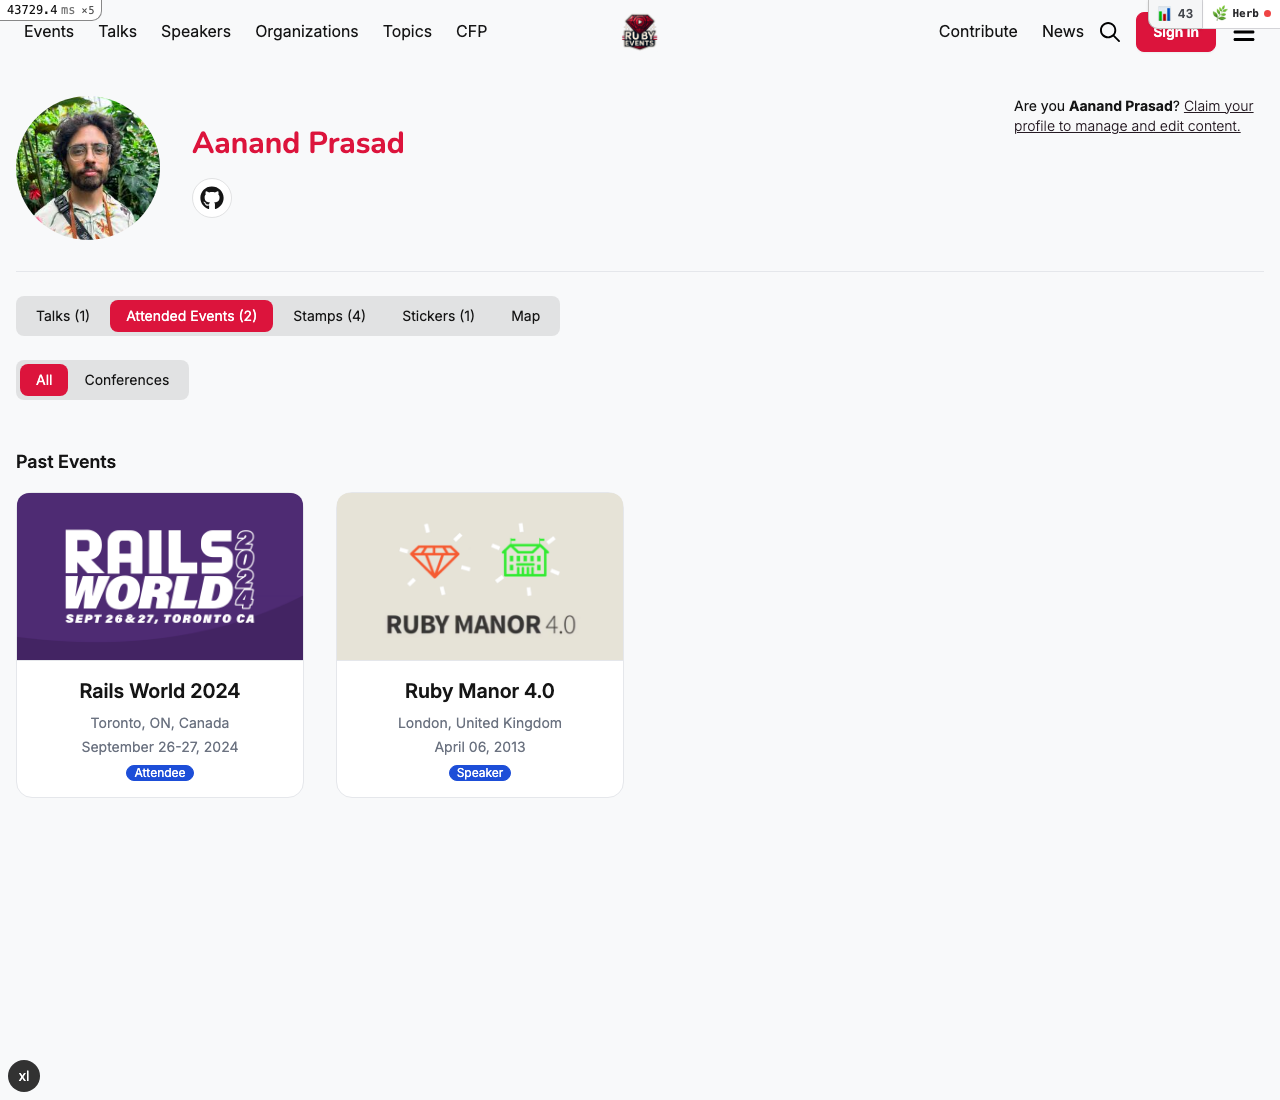 43729.4 ms ×5
Events
Talks
Speakers
Organizations
Topics
CFP
RUBY
EVENTS
Contribute
News
Sign in
43
Herb
Aanand Prasad
Are you Aanand Prasad? Claim your
profile to manage and edit content.
Talks (1)
Attended Events (2)
Stamps (4)
Stickers (1)
Map
All
Conferences
Past Events
RAILS
WORLD
2024
SEPT 26 & 27, TORONTO CA
Rails World 2024
Toronto, ON, Canada
September 26-27, 2024
Attendee
RUBY MANOR 4.0
Ruby Manor 4.0
London, United Kingdom
April 06, 2013
Speaker
xl